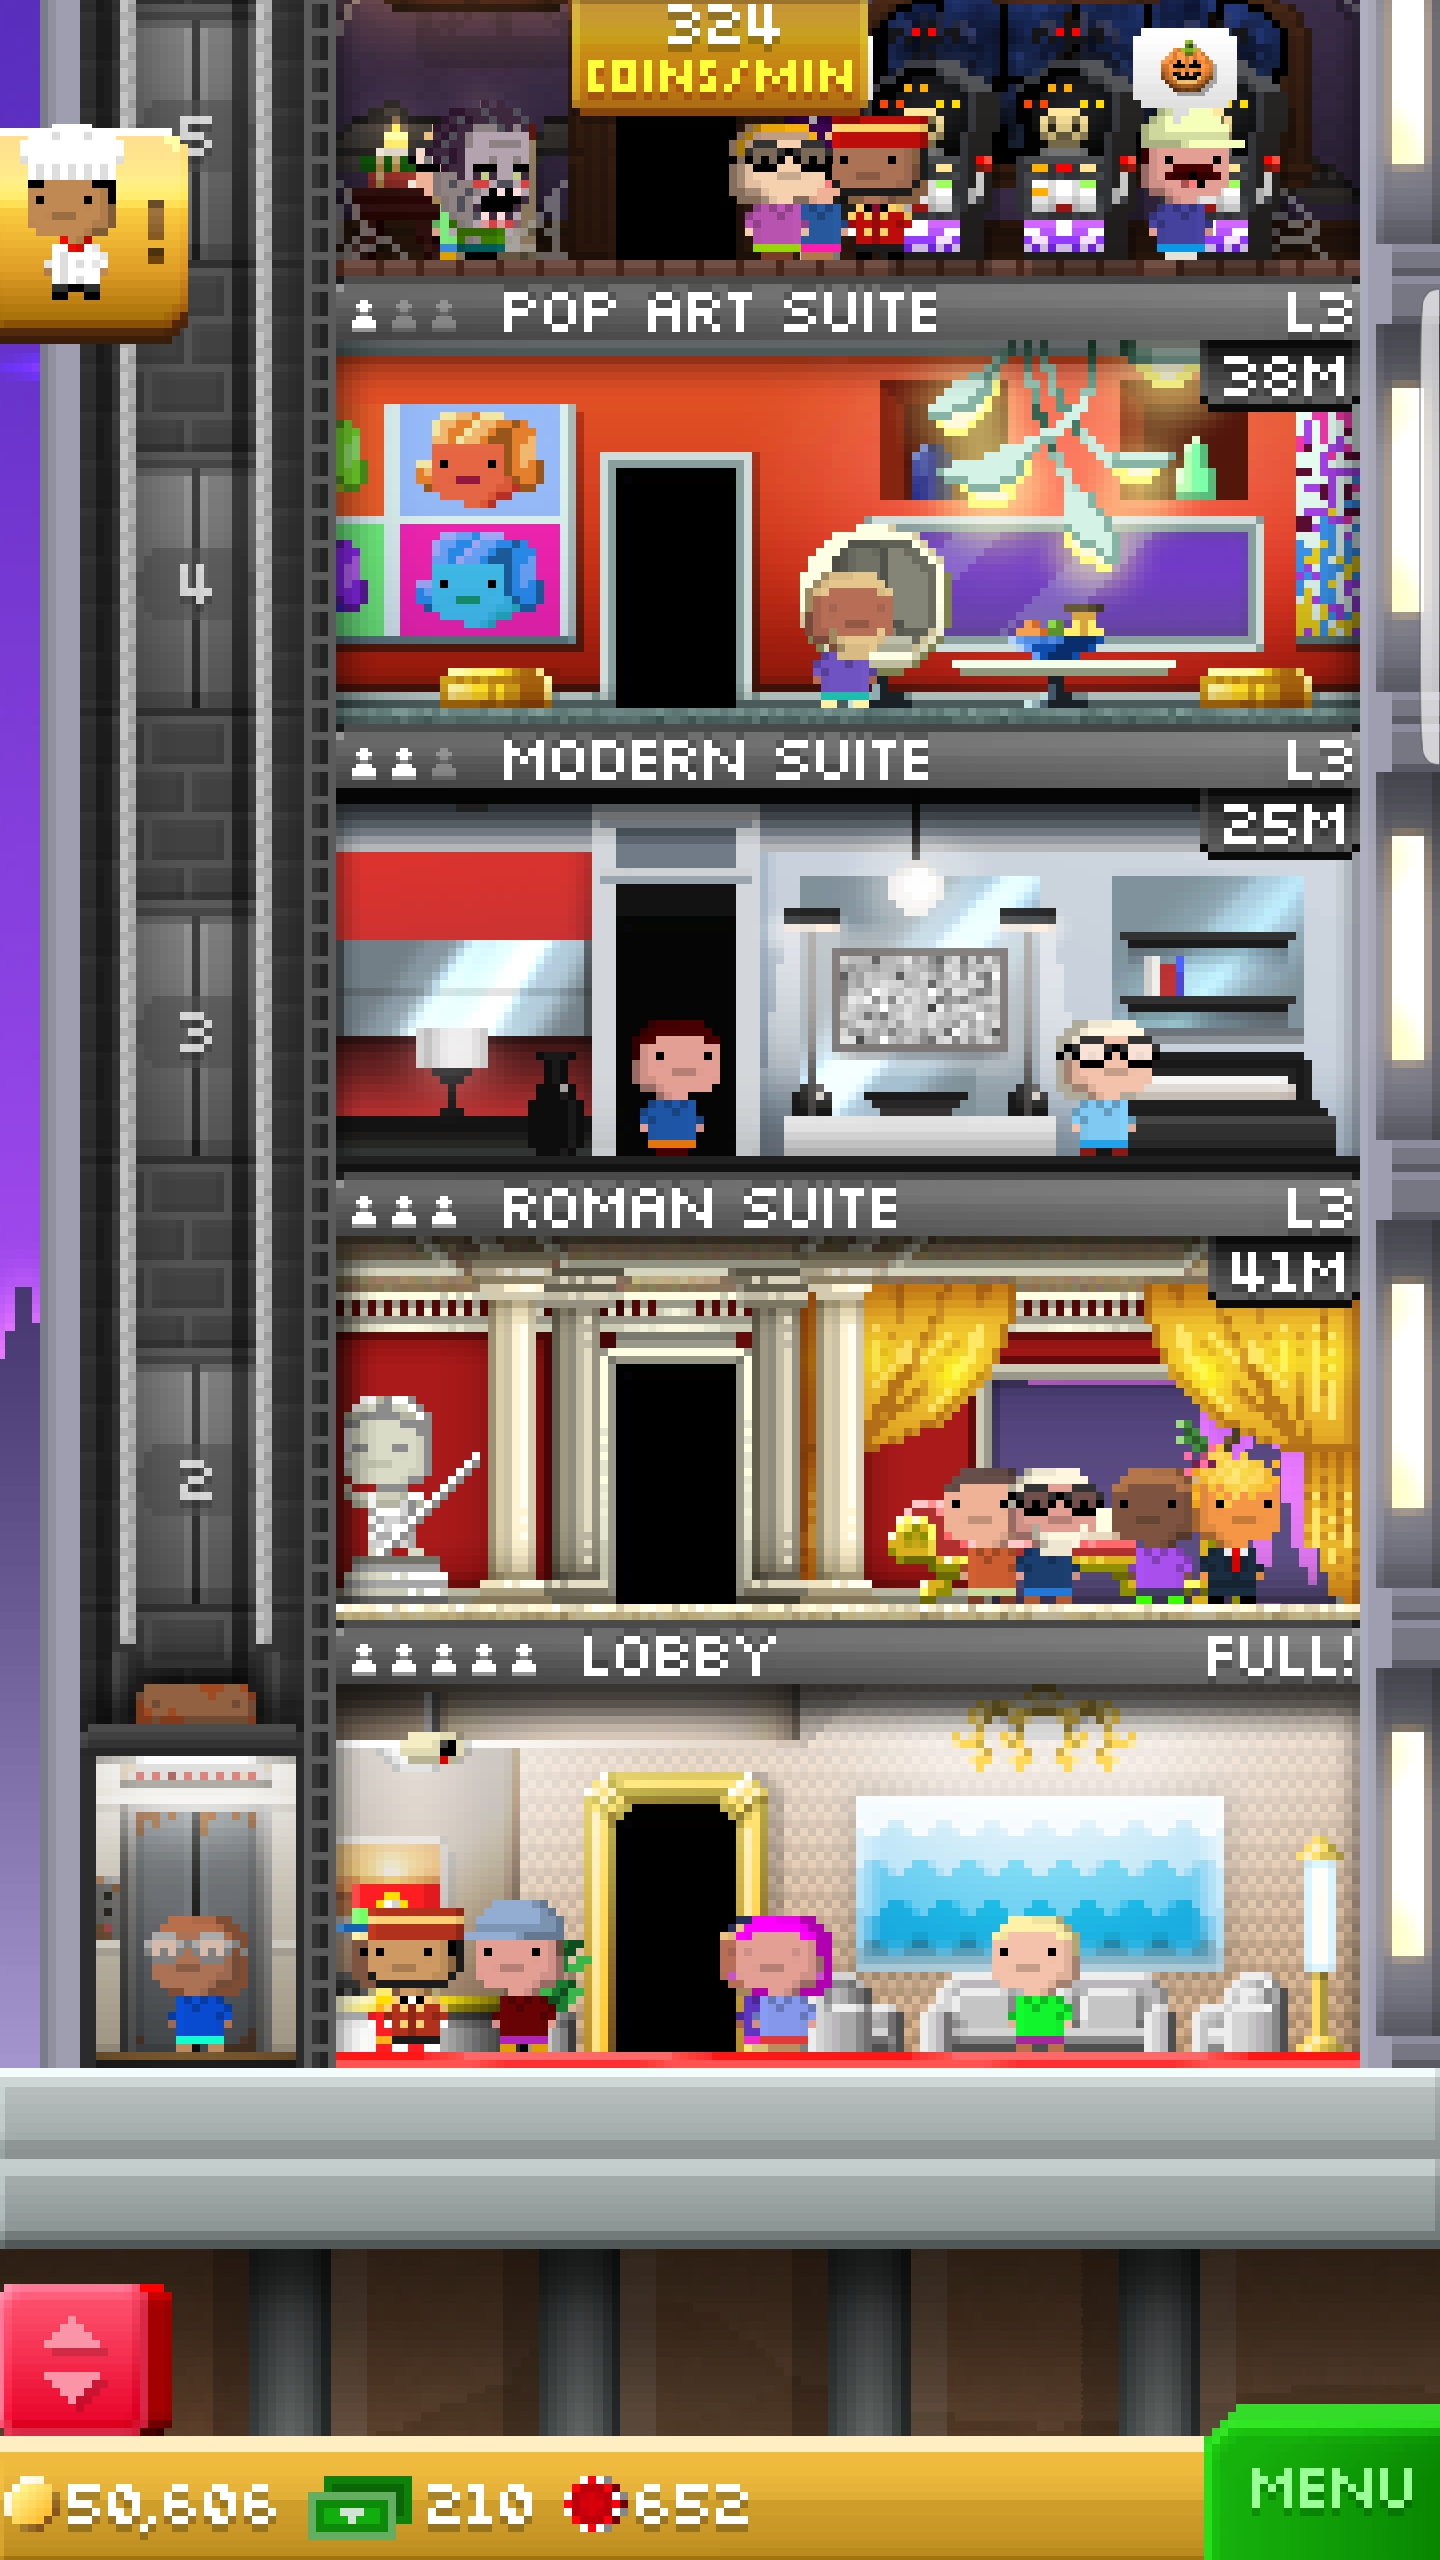 324
COINS/MIN
5
!
POP ART SUITE L3
38M
4
MODERN SUITE L3
25M
3
ROMAN SUITE L3
41M
2
LOBBY FULL!
50,606 210 652
MENU